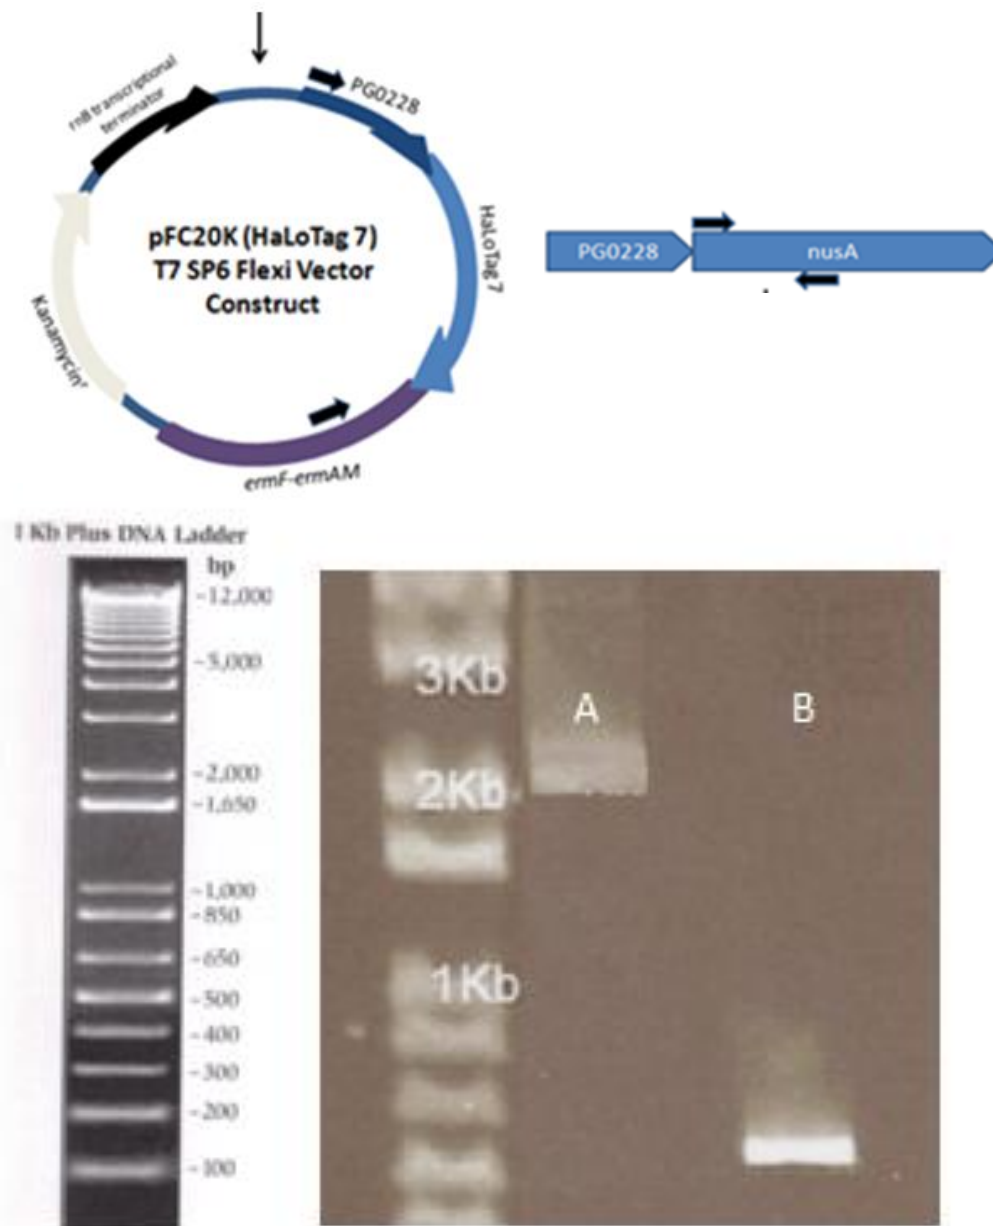 rnB transcriptional
terminator
PG0228
HaLoTag 7
pFC20K (HaLoTag 7)
T7 SP6 Flexi Vector
Construct
Kanamycinʳ
ermF-ermAM
PG0228
nusA
1 Kb Plus DNA Ladder
bp
-12,000
-5,000
-2,000
-1,650
-1,000
-850
-650
-500
-400
-300
-200
-100
3Kb
2Kb
1Kb
A
B